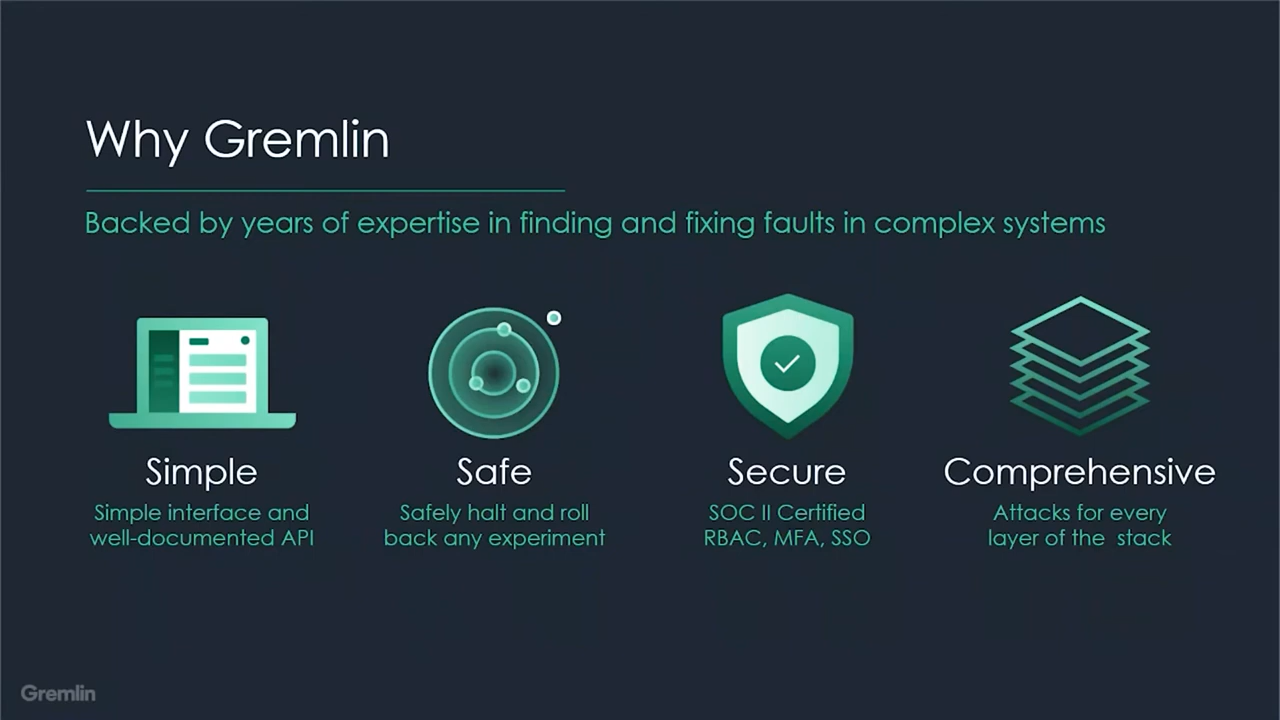 Why Gremlin
Backed by years of expertise in finding and fixing faults in complex systems
Simple
Simple interface and
well-documented API
Safe
Safely halt and roll
back any experiment
Secure
SOC II Certified
RBAC, MFA, SSO
Comprehensive
Attacks for every
layer of the stack
Gremlin